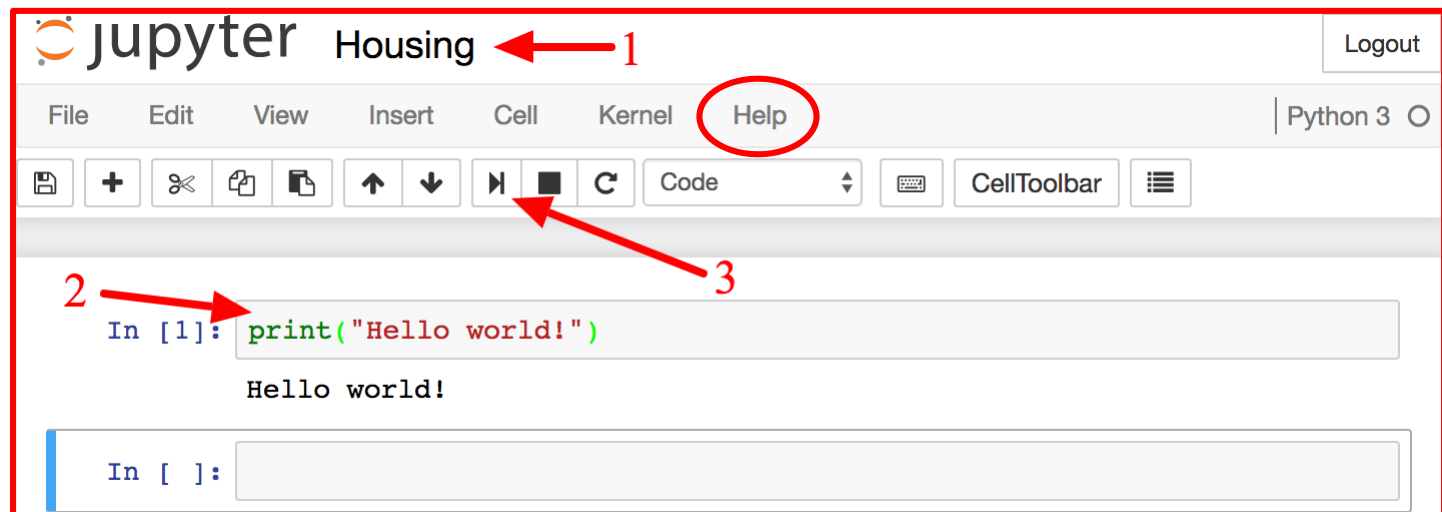 jupyter Housing 1 Logout
File Edit View Insert Cell Kernel Help Python 3
Code CellToolbar
3
2
In [1]: print("Hello world!")
Hello world!
In [ ]: